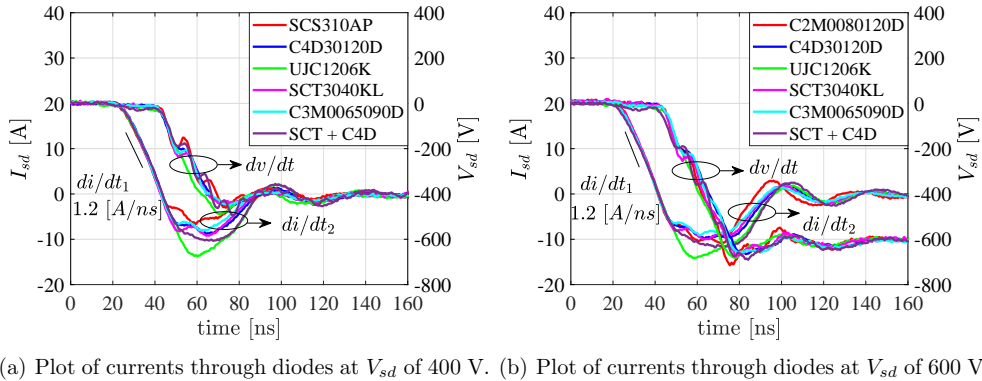 40
30
20
10
0
-10
-20
400
200
0
-200
-400
-600
-800
0 20 40 60 80 100 120 140 160
time [ns]
I_sd [A]
V_sd [V]
SCS310AP
C4D30120D
UJC1206K
SCT3040KL
C3M0065090D
SCT + C4D
dv/dt
di/dt_1
1.2 [A/ns]
di/dt_2
40
30
20
10
0
-10
-20
400
200
0
-200
-400
-600
-800
0 20 40 60 80 100 120 140 160
time [ns]
I_sd [A]
V_sd [V]
C2M0080120D
C4D30120D
UJC1206K
SCT3040KL
C3M0065090D
SCT + C4D
dv/dt
di/dt_1
1.2 [A/ns]
di/dt_2
(a) Plot of currents through diodes at V_sd of 400 V.
(b) Plot of currents through diodes at V_sd of 600 V